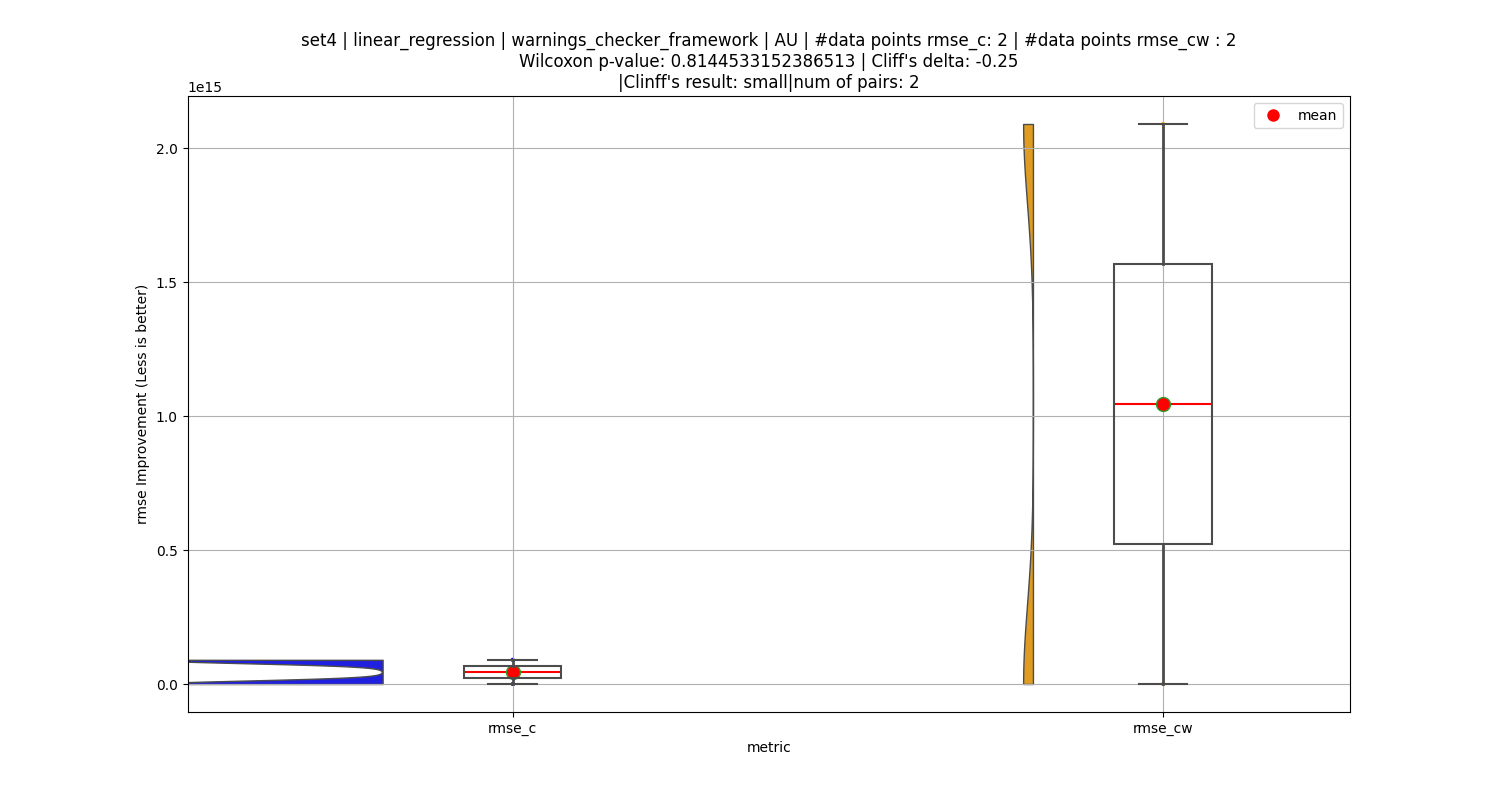 set4 | linear_regression | warnings_checker_framework | AU | #data points rmse_c: 2 | #data points rmse_cw : 2
Wilcoxon p-value: 0.8144533152386513 | Cliff's delta: -0.25
|Clinff's result: small|num of pairs: 2
1e15
mean
2.0
1.5
1.0
0.5
0.0
rmse Improvement (Less is better)
rmse_c
rmse_cw
metric